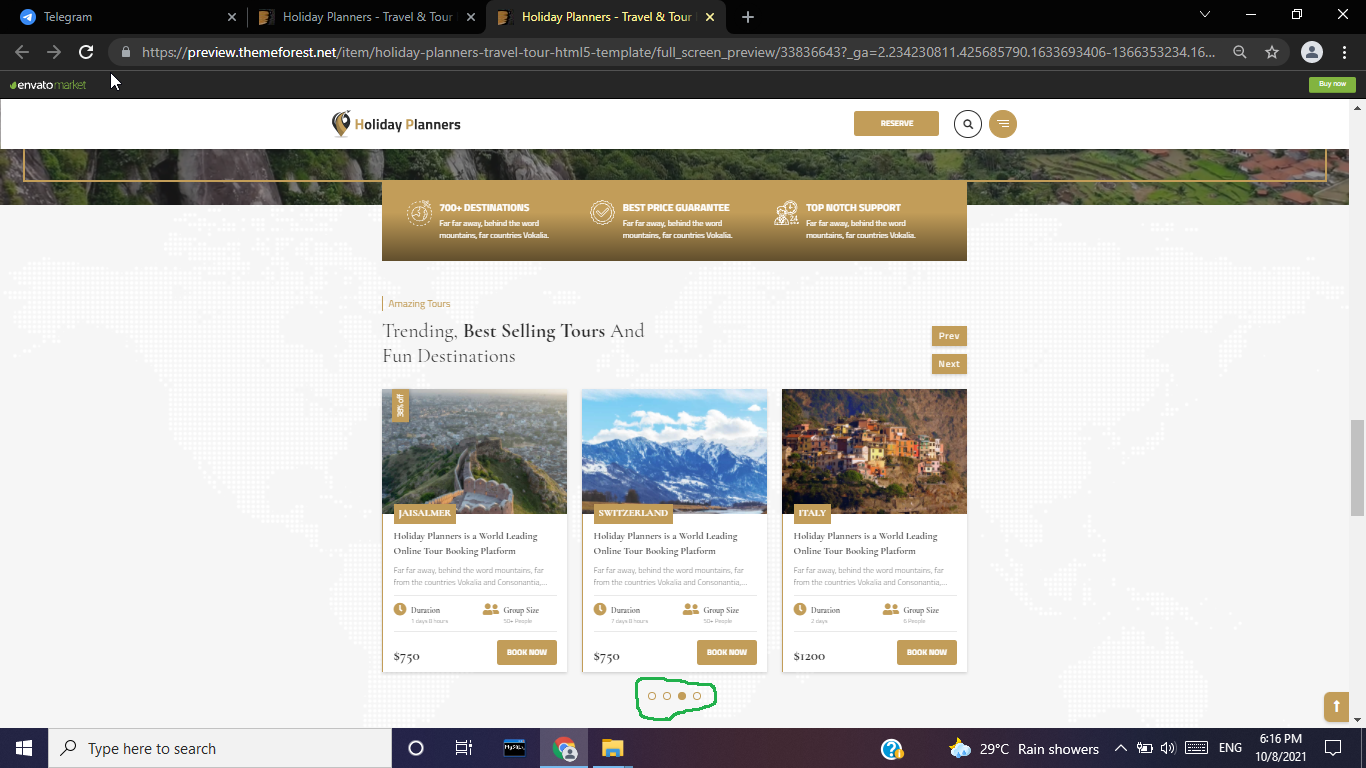 Telegram
Holiday Planners - Travel & Tour
Holiday Planners - Travel & Tour
https://preview.themeforest.net/item/holiday-planners-travel-tour-html5-template/full_screen_preview/33836643?_ga=2.234230811.425685790.1633693406-1366353234.16...
envato market
Buy now
Holiday Planners
RESERVE
700+ DESTINATIONS
Far far away, behind the word
mountains, far countries Vokalia.
BEST PRICE GUARANTEE
Far far away, behind the word
mountains, far countries Vokalia.
TOP NOTCH SUPPORT
Far far away, behind the word
mountains, far countries Vokalia.
Amazing Tours
Trending, Best Selling Tours And
Fun Destinations
Prev
Next
JAISALMER
Holiday Planners is a World Leading
Online Tour Booking Platform
Far far away, behind the word mountains, far
from the countries Vokalia and Consonantia,...
Duration
7 days 8 hours
Group Size
50+ People
$750
BOOK NOW
SWITZERLAND
Holiday Planners is a World Leading
Online Tour Booking Platform
Far far away, behind the word mountains, far
from the countries Vokalia and Consonantia,...
Duration
7 days 8 hours
Group Size
50+ People
$750
BOOK NOW
ITALY
Holiday Planners is a World Leading
Online Tour Booking Platform
Far far away, behind the word mountains, far
from the countries Vokalia and Consonantia,...
Duration
2 days
Group Size
6 People
$1200
BOOK NOW
Type here to search
MySQL
29°C Rain showers
ENG
6:16 PM
10/8/2021